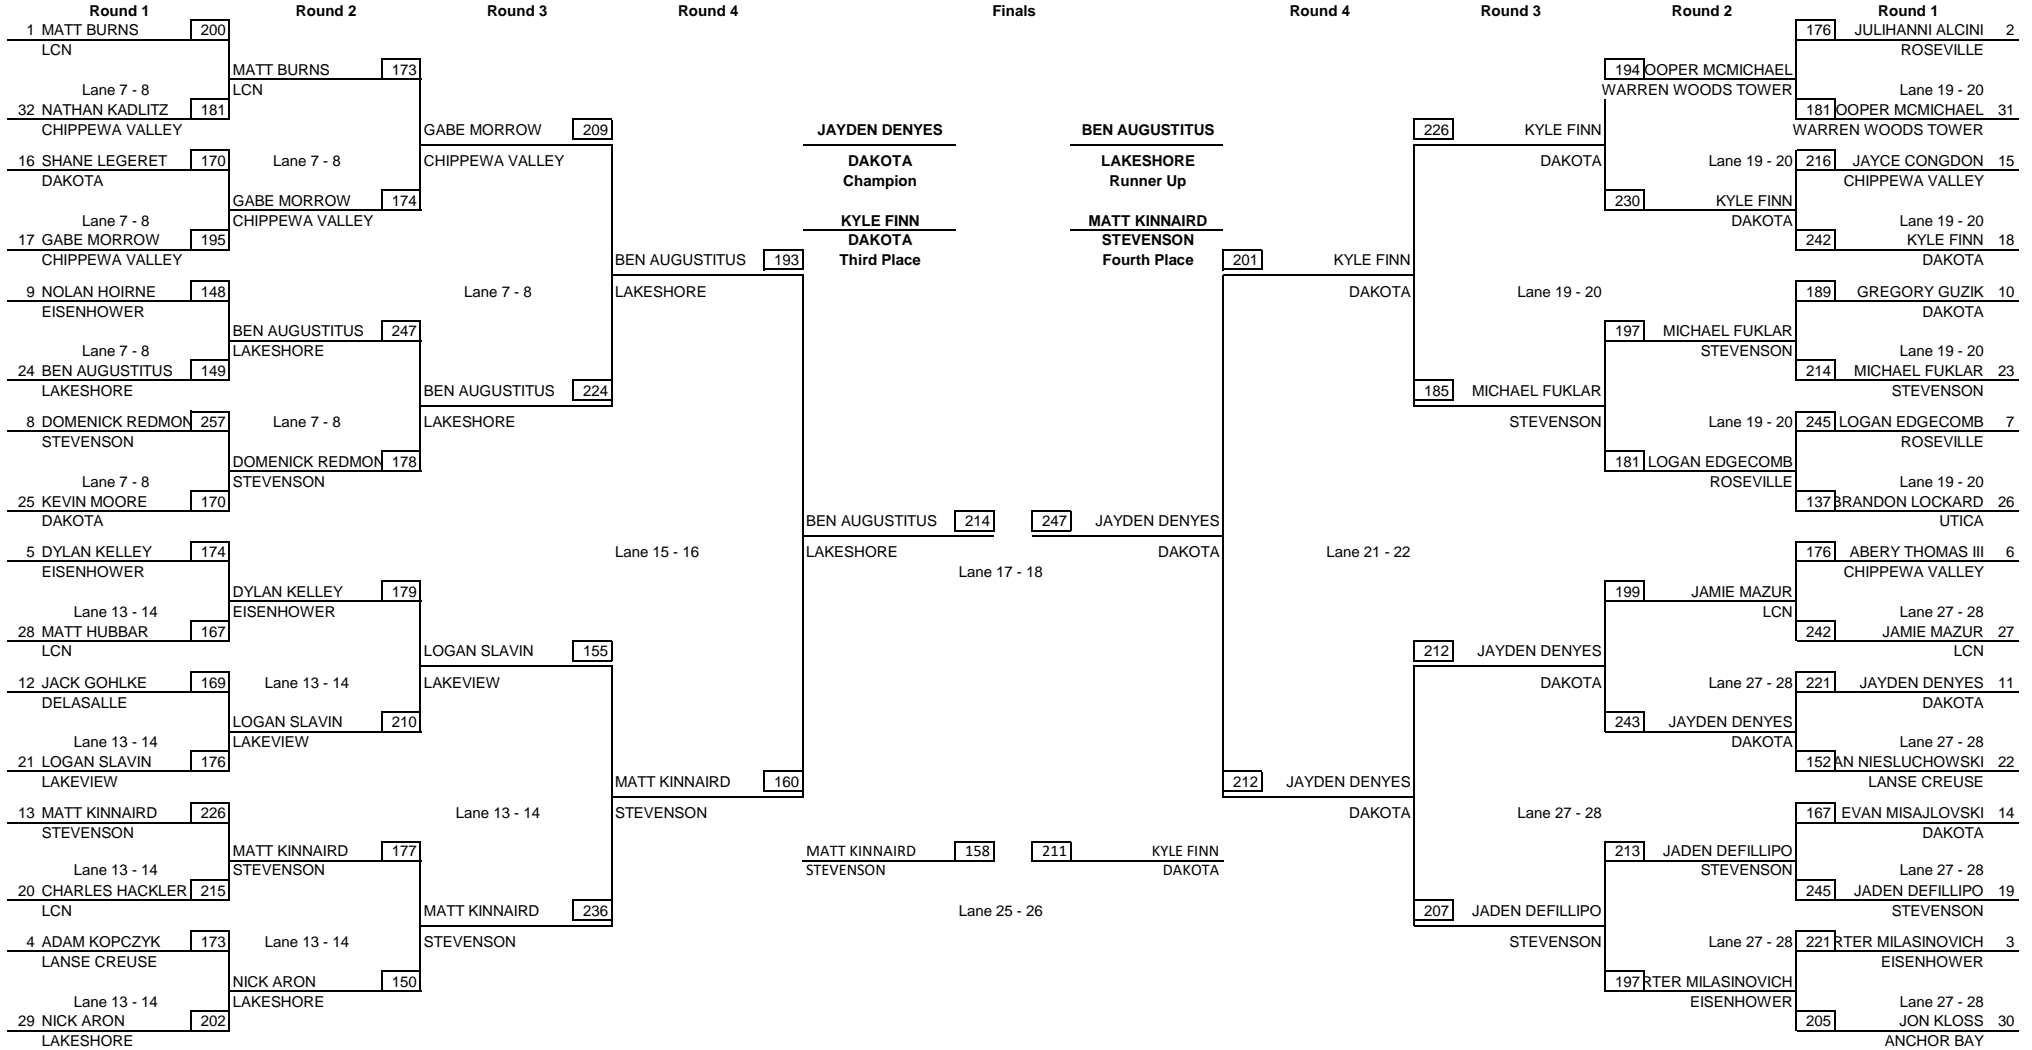 Round 1 Round 2 Round 3 Round 4 Finals Round 4 Round 3 Round 2 Round 1
1 MATT BURNS 200 176 JULIHANNI ALCINI 2
LCN ROSEVILLE
MATT BURNS 173 194 OOPER MCMICHAEL
Lane 7 - 8 LCN WARREN WOODS TOWER Lane 19 - 20
32 NATHAN KADLITZ 181 181 OOPER MCMICHAEL 31
CHIPPEWA VALLEY GABE MORROW 209 JAYDEN DENYES BEN AUGUSTITUS 226 KYLE FINN WARREN WOODS TOWER
16 SHANE LEGERET 170 Lane 7 - 8 CHIPPEWA VALLEY DAKOTA LAKESHORE DAKOTA Lane 19 - 20 216 JAYCE CONGDON 15
DAKOTA Champion Runner Up CHIPPEWA VALLEY
GABE MORROW 174 230 KYLE FINN
Lane 7 - 8 CHIPPEWA VALLEY KYLE FINN MATT KINNAIRD DAKOTA Lane 19 - 20
17 GABE MORROW 195 DAKOTA STEVENSON 242 KYLE FINN 18
CHIPPEWA VALLEY BEN AUGUSTITUS 193 Third Place Fourth Place 201 KYLE FINN DAKOTA
9 NOLAN HOIRNE 148 Lane 7 - 8 LAKESHORE DAKOTA Lane 19 - 20 189 GREGORY GUZIK 10
EISENHOWER DAKOTA
BEN AUGUSTITUS 247 197 MICHAEL FUKLAR
Lane 7 - 8 LAKESHORE STEVENSON Lane 19 - 20
24 BEN AUGUSTITUS 149 214 MICHAEL FUKLAR 23
LAKESHORE BEN AUGUSTITUS 224 185 MICHAEL FUKLAR STEVENSON
8 DOMENICK REDMON 257 Lane 7 - 8 LAKESHORE STEVENSON Lane 19 - 20 245 LOGAN EDGECOMB 7
STEVENSON ROSEVILLE
DOMENICK REDMON 178 181 LOGAN EDGECOMB
Lane 7 - 8 STEVENSON ROSEVILLE Lane 19 - 20
25 KEVIN MOORE 170 137 BRANDON LOCKARD 26
DAKOTA BEN AUGUSTITUS 214 247 JAYDEN DENYES UTICA
5 DYLAN KELLEY 174 Lane 15 - 16 LAKESHORE DAKOTA Lane 21 - 22 176 ABERY THOMAS III 6
EISENHOWER Lane 17 - 18 CHIPPEWA VALLEY
DYLAN KELLEY 179 199 JAMIE MAZUR
Lane 13 - 14 EISENHOWER LCN Lane 27 - 28
28 MATT HUBBAR 167 242 JAMIE MAZUR 27
LCN LOGAN SLAVIN 155 212 JAYDEN DENYES LCN
12 JACK GOHLKE 169 Lane 13 - 14 LAKEVIEW DAKOTA Lane 27 - 28 221 JAYDEN DENYES 11
DELASALLE DAKOTA
LOGAN SLAVIN 210 243 JAYDEN DENYES
Lane 13 - 14 LAKEVIEW DAKOTA Lane 27 - 28
21 LOGAN SLAVIN 176 152 AN NIESLUCHOWSKI 22
LAKEVIEW MATT KINNAIRD 160 212 JAYDEN DENYES LANSE CREUSE
13 MATT KINNAIRD 226 Lane 13 - 14 STEVENSON DAKOTA Lane 27 - 28 167 EVAN MISAJLOVSKI 14
STEVENSON DAKOTA
MATT KINNAIRD 177 MATT KINNAIRD 158 211 KYLE FINN 213 JADEN DEFILLIPO
Lane 13 - 14 STEVENSON STEVENSON DAKOTA STEVENSON Lane 27 - 28
20 CHARLES HACKLER 215 245 JADEN DEFILLIPO 19
LCN MATT KINNAIRD 236 Lane 25 - 26 207 JADEN DEFILLIPO STEVENSON
4 ADAM KOPCZYK 173 Lane 13 - 14 STEVENSON STEVENSON Lane 27 - 28 221 RTER MILASINOVICH 3
LANSE CREUSE EISENHOWER
NICK ARON 150 197 RTER MILASINOVICH
Lane 13 - 14 LAKESHORE EISENHOWER Lane 27 - 28
29 NICK ARON 202 205 JON KLOSS 30
LAKESHORE ANCHOR BAY